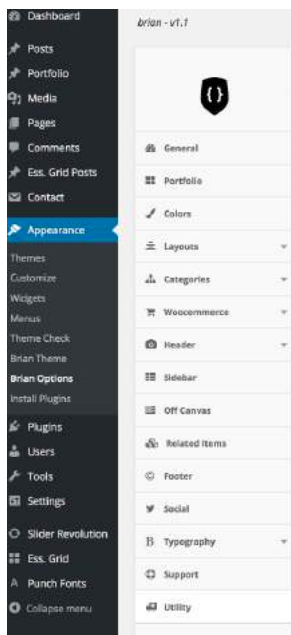 Dashboard
Posts
Portfolio
Media
Pages
Comments
Ess. Grid Posts
Contact
Appearance
Themes
Customize
Widgets
Menus
Theme Check
Brian Theme
Brian Options
Install Plugins
Plugins
Users
Tools
Settings
Slider Revolution
Ess. Grid
Punch Fonts
Collapse menu
brian - v1.1
General
Portfolio
Colors
Layouts
Categories
Woocommerce
Header
Sidebar
Off Canvas
Related Items
Footer
Social
Typography
Support
Utility